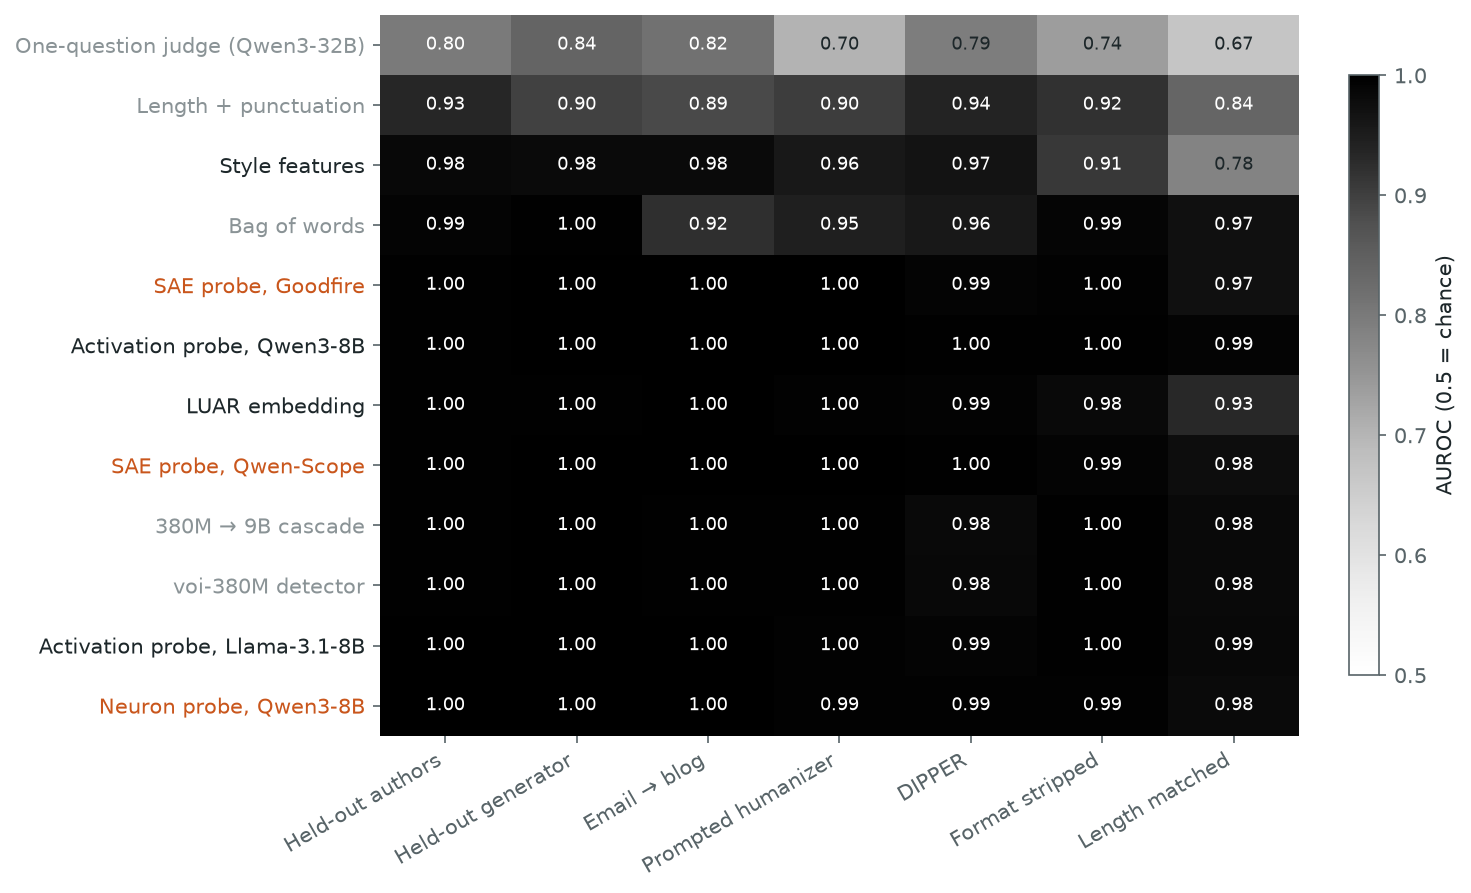 One-question judge (Qwen3-32B) 0.80 0.84 0.82 0.70 0.79 0.74 0.67
Length + punctuation 0.93 0.90 0.89 0.90 0.94 0.92 0.84
Style features 0.98 0.98 0.98 0.96 0.97 0.91 0.78
Bag of words 0.99 1.00 0.92 0.95 0.96 0.99 0.97
SAE probe, Goodfire 1.00 1.00 1.00 1.00 0.99 1.00 0.97
Activation probe, Qwen3-8B 1.00 1.00 1.00 1.00 1.00 1.00 0.99
LUAR embedding 1.00 1.00 1.00 1.00 0.99 0.98 0.93
SAE probe, Qwen-Scope 1.00 1.00 1.00 1.00 1.00 0.99 0.98
380M → 9B cascade 1.00 1.00 1.00 1.00 0.98 1.00 0.98
voi-380M detector 1.00 1.00 1.00 1.00 0.98 1.00 0.98
Activation probe, Llama-3.1-8B 1.00 1.00 1.00 1.00 0.99 1.00 0.99
Neuron probe, Qwen3-8B 1.00 1.00 1.00 0.99 0.99 0.99 0.98
Held-out authors
Held-out generator
Email → blog
Prompted humanizer
DIPPER
Format stripped
Length matched
1.0
0.9
0.8
0.7
0.6
0.5
AUROC (0.5 = chance)